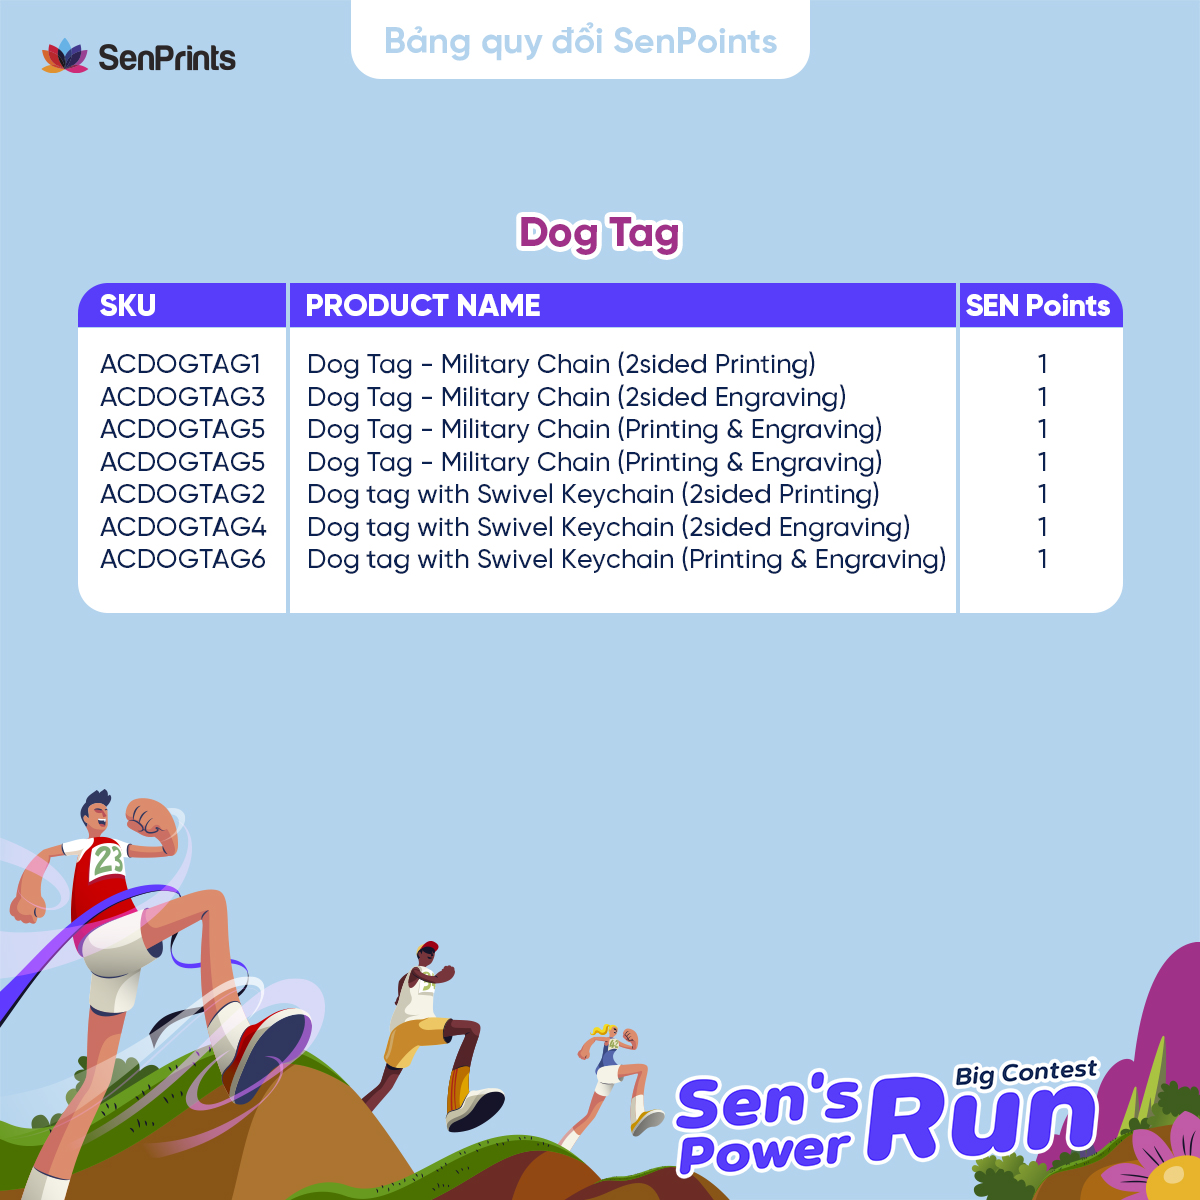 SenPrints
Bảng quy đổi SenPoints
Dog Tag
SKU PRODUCT NAME SEN Points
ACDOGTAG1 Dog Tag - Military Chain (2sided Printing) 1
ACDOGTAG3 Dog Tag - Military Chain (2sided Engraving) 1
ACDOGTAG5 Dog Tag - Military Chain (Printing & Engraving) 1
ACDOGTAG5 Dog Tag - Military Chain (Printing & Engraving) 1
ACDOGTAG2 Dog tag with Swivel Keychain (2sided Printing) 1
ACDOGTAG4 Dog tag with Swivel Keychain (2sided Engraving) 1
ACDOGTAG6 Dog tag with Swivel Keychain (Printing & Engraving) 1
23
Big Contest
Sen's
Power Run